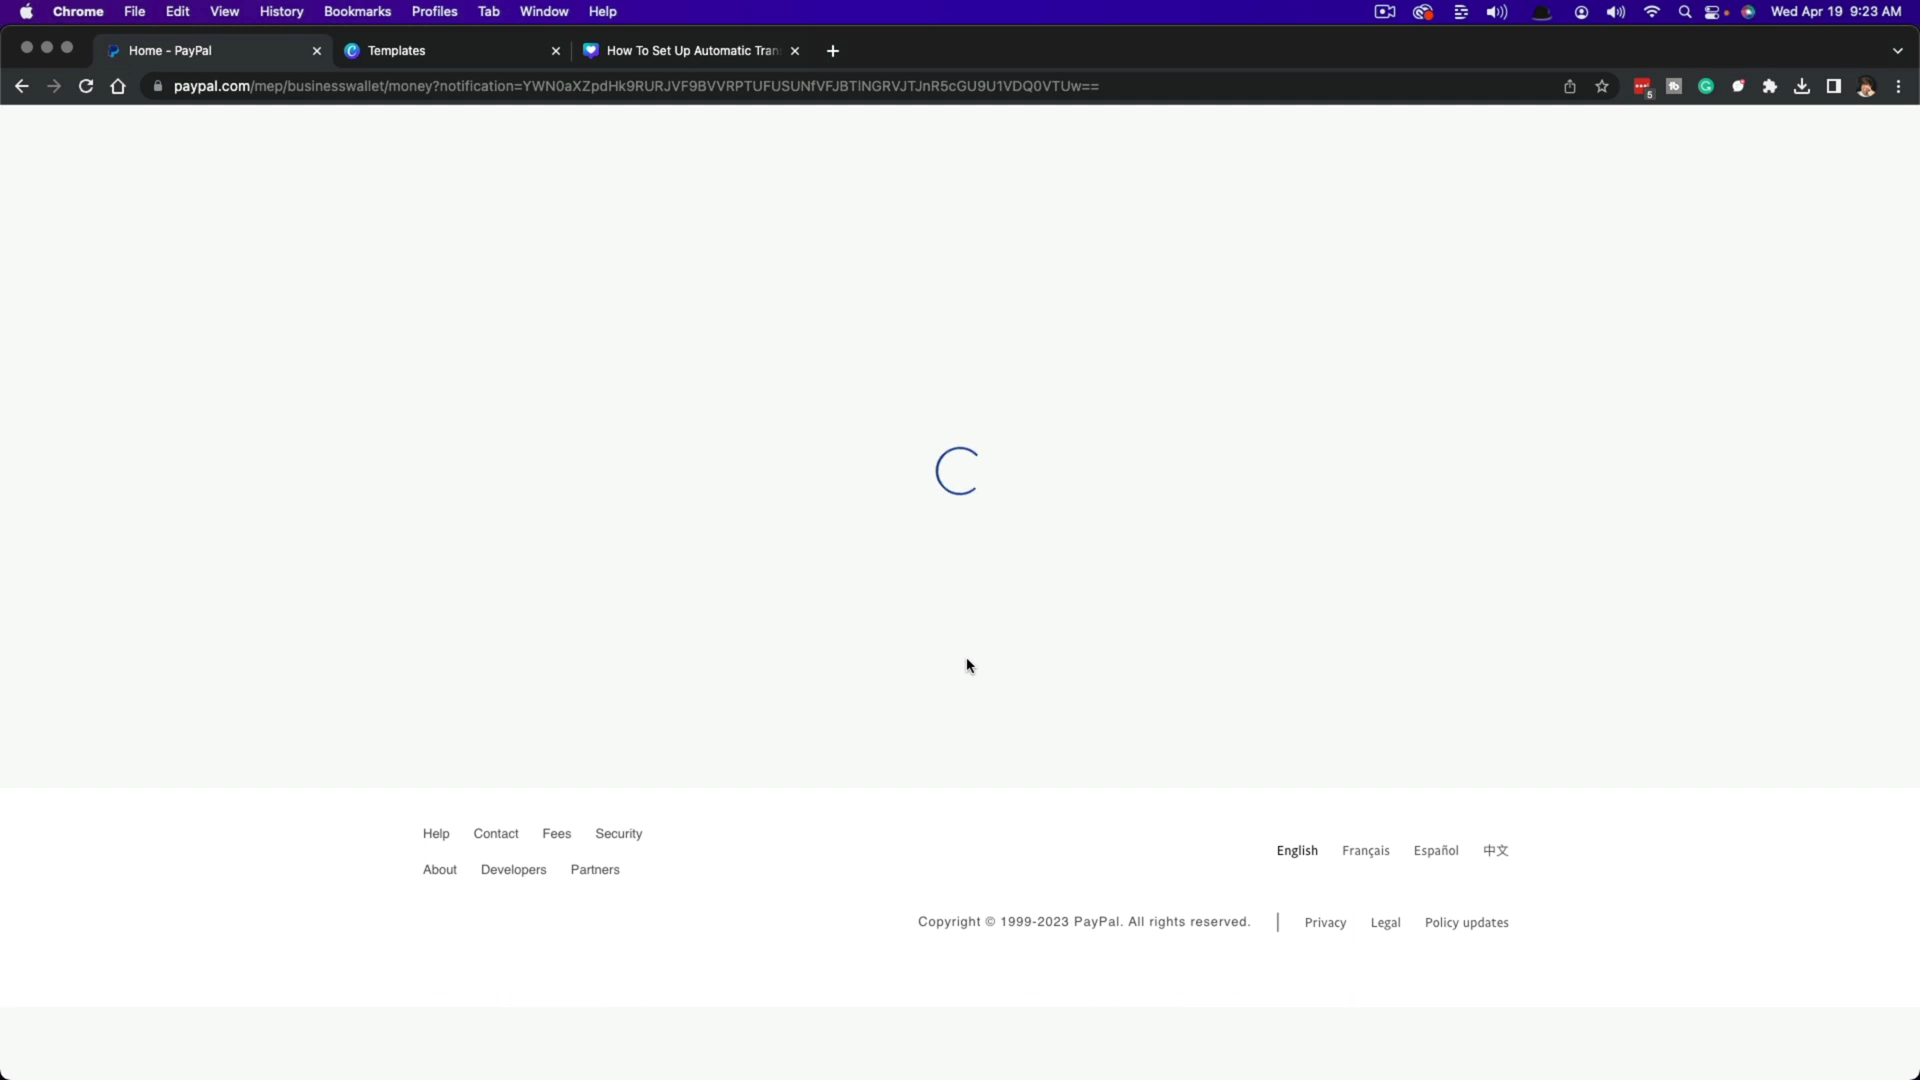 Chrome File Edit View History Bookmarks Profiles Tab Window Help Wed Apr 19 9:23 AM
Home - PayPal Templates How To Set Up Automatic Tran
paypal.com/mep/businesswallet/money?notification=YWN0aXZpdHk9RURJVF9BVVRPTUFUSUNfVFJBTlNGRVJTJnR5cGU9U1VDQ0VTUw== 5
Help Contact Fees Security
English Français Español 中文
About Developers Partners
Copyright © 1999-2023 PayPal. All rights reserved. | Privacy Legal Policy updates